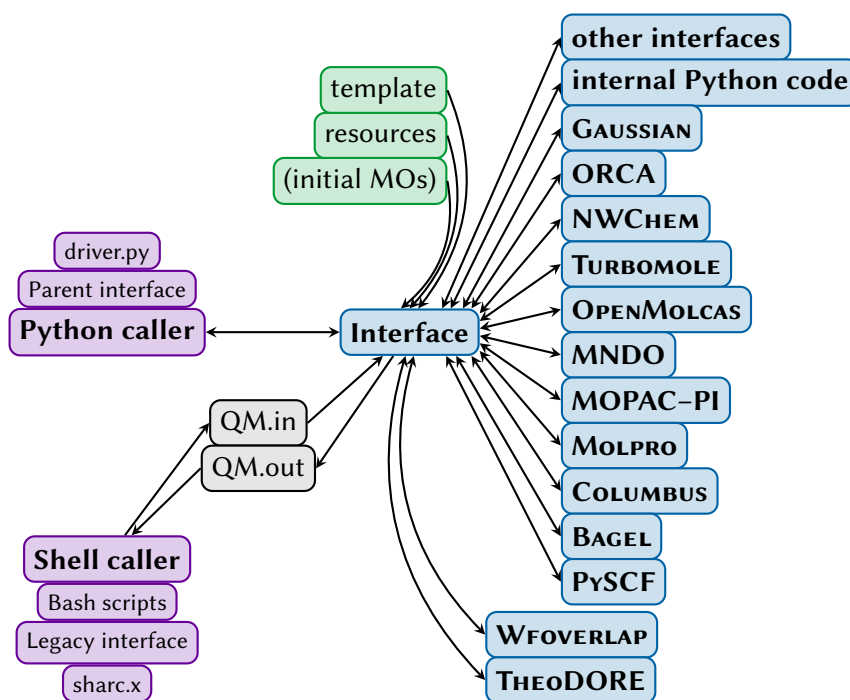 other interfaces
internal Python code
template
resources
(initial MOs)
GAUSSIAN
ORCA
NWCHEM
TURBOMOLE
OPENMOLCAS
MNDO
MOPAC–PI
MOLPRO
COLUMBUS
BAGEL
PYSCF
driver.py
Parent interface
Python caller
Interface
QM.in
QM.out
Shell caller
Bash scripts
Legacy interface
sharc.x
WFOVERLAP
THEODORE